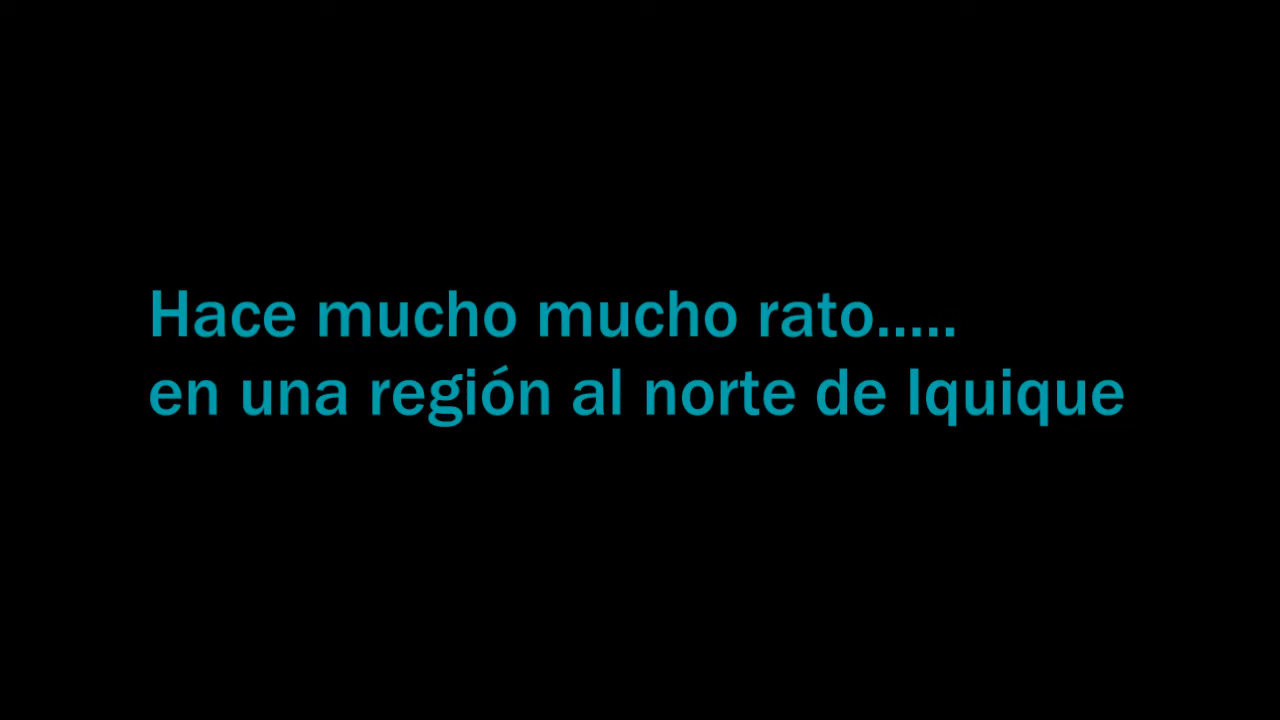 Hace mucho mucho rato.....
en una región al norte de Iquique